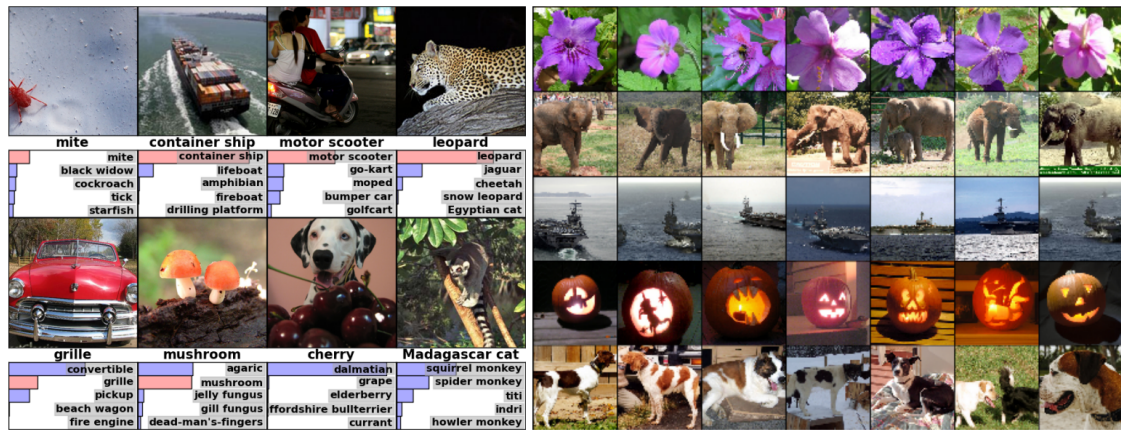 mite
container ship
motor scooter
leopard
mite
black widow
cockroach
tick
starfish
container ship
lifeboat
amphibian
fireboat
drilling platform
motor scooter
go-kart
moped
bumper car
golfcart
leopard
jaguar
cheetah
snow leopard
Egyptian cat
grille
mushroom
cherry
Madagascar cat
convertible
grille
pickup
beach wagon
fire engine
agaric
mushroom
jelly fungus
gill fungus
dead-man's-fingers
dalmatian
grape
elderberry
ffordshire bullterrier
currant
squirrel monkey
spider monkey
titi
indri
howler monkey